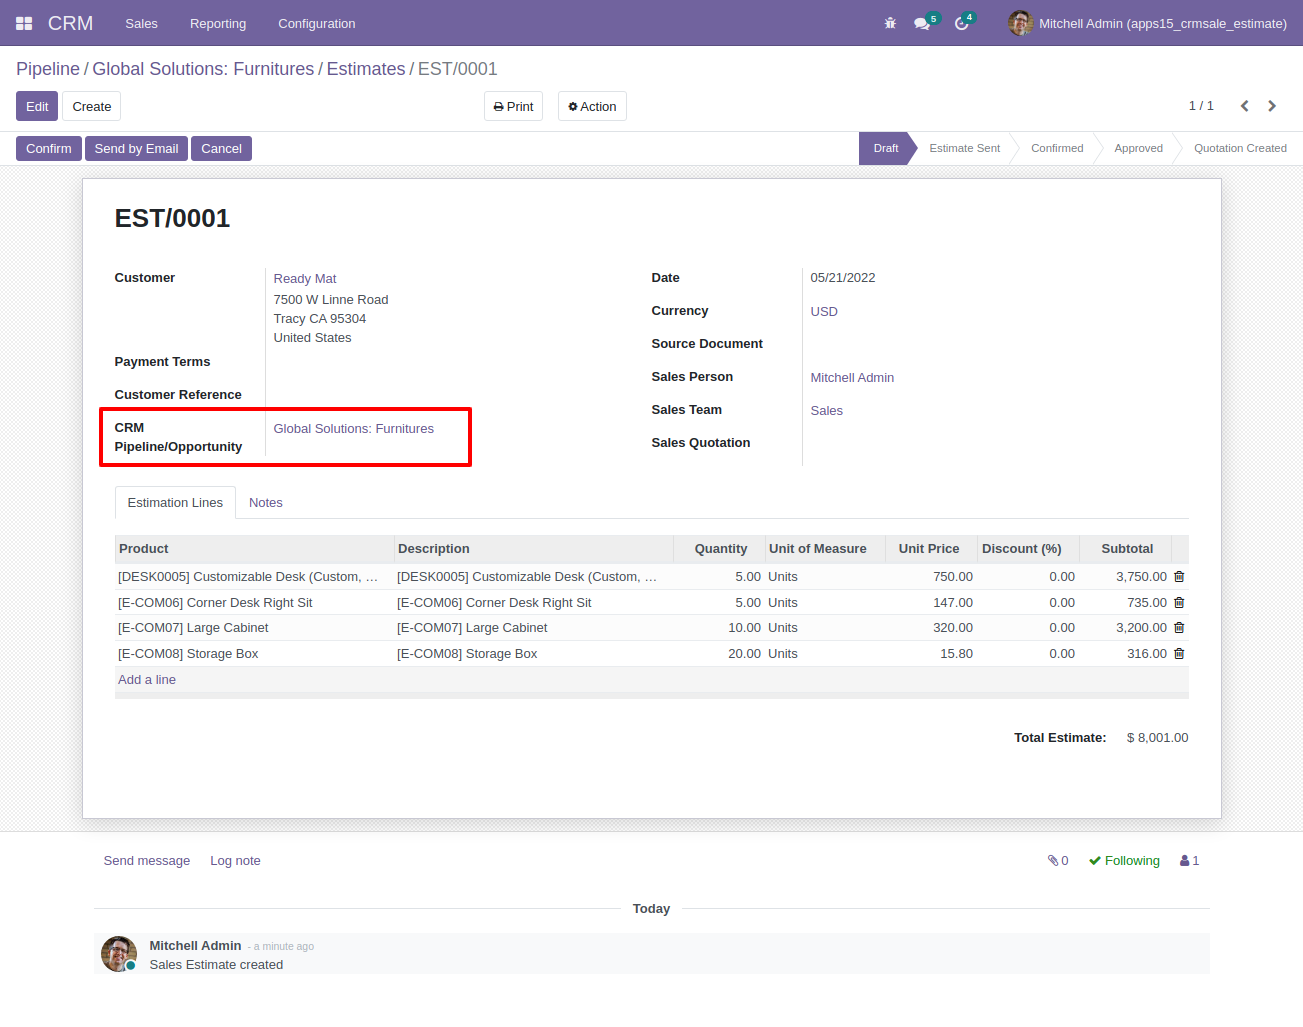 CRM Sales Reporting Configuration 5 4 Mitchell Admin (apps15_crmsale_estimate)
Pipeline / Global Solutions: Furnitures / Estimates / EST/0001
Edit Create Print Action 1 / 1
Confirm Send by Email Cancel Draft Estimate Sent Confirmed Approved Quotation Created
EST/0001
Customer Ready Mat
7500 W Linne Road
Tracy CA 95304
United States
Payment Terms
Customer Reference
CRM
Pipeline/Opportunity Global Solutions: Furnitures
Date 05/21/2022
Currency USD
Source Document
Sales Person Mitchell Admin
Sales Team Sales
Sales Quotation
Estimation Lines Notes
Product Description Quantity Unit of Measure Unit Price Discount (%) Subtotal
[DESK0005] Customizable Desk (Custom, … [DESK0005] Customizable Desk (Custom, … 5.00 Units 750.00 0.00 3,750.00
[E-COM06] Corner Desk Right Sit [E-COM06] Corner Desk Right Sit 5.00 Units 147.00 0.00 735.00
[E-COM07] Large Cabinet [E-COM07] Large Cabinet 10.00 Units 320.00 0.00 3,200.00
[E-COM08] Storage Box [E-COM08] Storage Box 20.00 Units 15.80 0.00 316.00
Add a line
Total Estimate: $ 8,001.00
Send message Log note 0 Following 1
Today
Mitchell Admin - a minute ago
Sales Estimate created